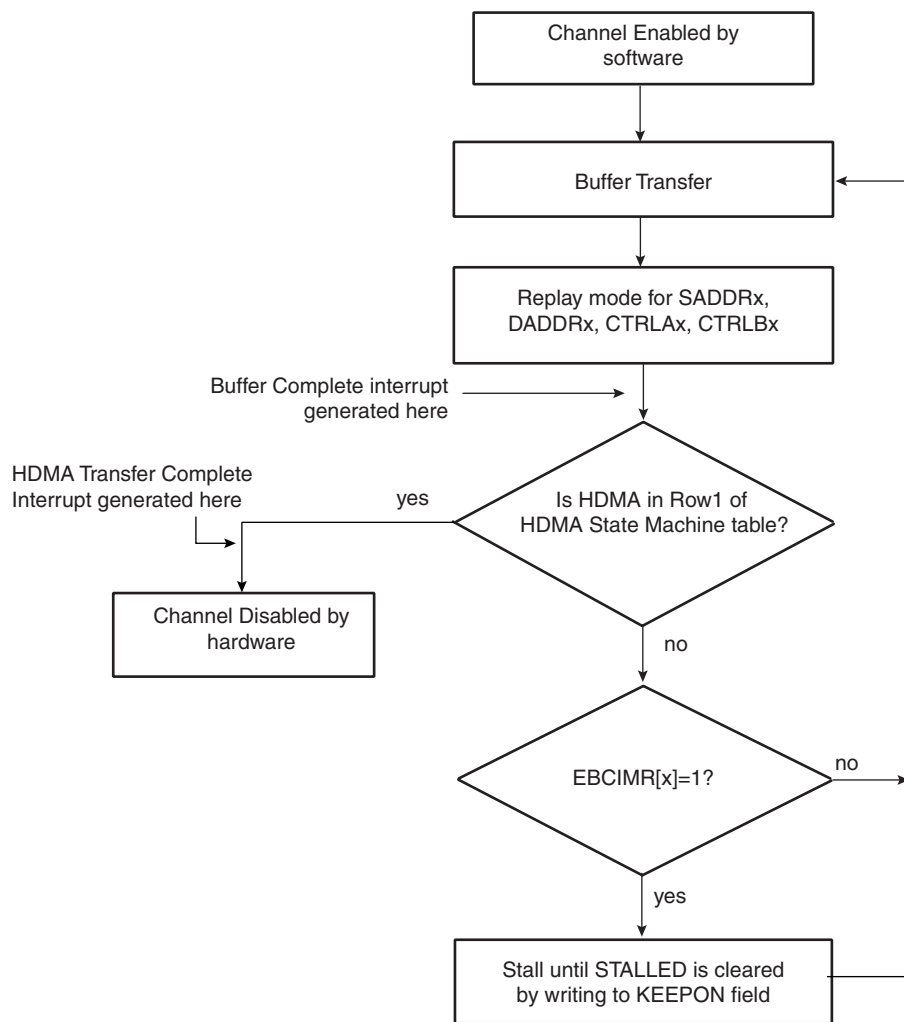 Channel Enabled by
software
Buffer Transfer
Replay mode for SADDRx,
DADDRx, CTRLAx, CTRLBx
Buffer Complete interrupt
generated here
HDMA Transfer Complete
Interrupt generated here
yes
Is HDMA in Row1 of
HDMA State Machine table?
Channel Disabled by
hardware
no
EBCIMR[x]=1?
no
yes
Stall until STALLED is cleared
by writing to KEEPON field